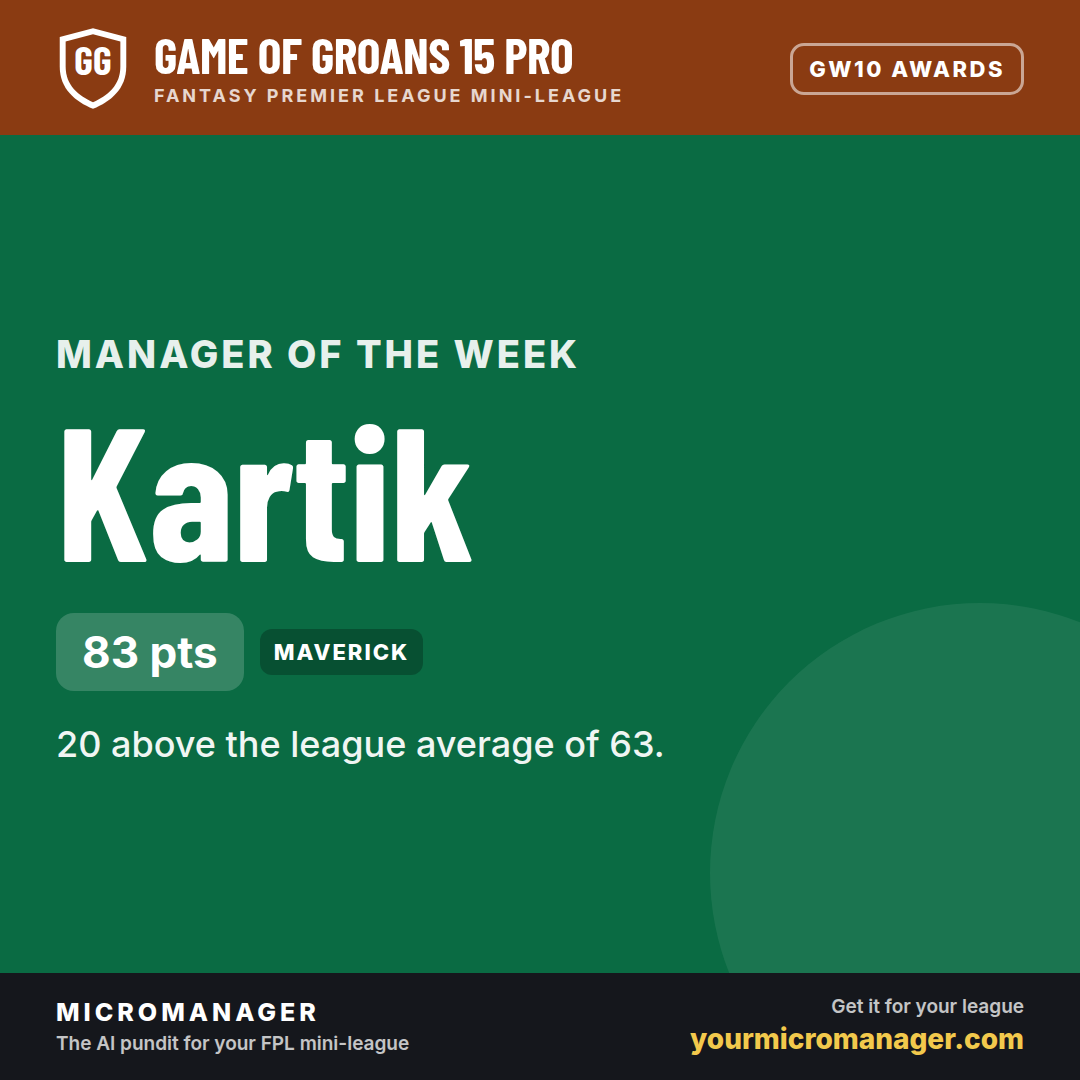 GG
GAME OF GROANS 15 PRO
FANTASY PREMIER LEAGUE MINI-LEAGUE
GW10 AWARDS
MANAGER OF THE WEEK
Kartik
83 pts
MAVERICK
20 above the league average of 63.
MICROMANAGER
The AI pundit for your FPL mini-league
Get it for your league
yourmicromanager.com